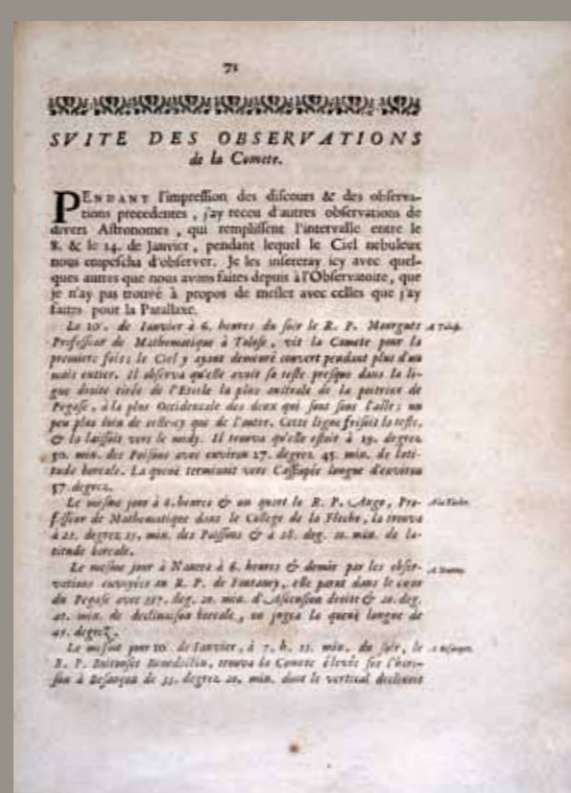 71
SVITE DES OBSERVATIONS
de la Comete.
PENDANT l'impression des discours & des observa-
tions precedentes, j'ay receu d'autres observations de
divers Astronomes, qui remplissent l'intervalle entre le
8. & le 14. de Janvier, pendant lequel le Ciel nebuleux
nous empescha d'observer. Je les insereray icy avec quel-
ques autres que nous avons faites depuis à l'Observatoire, que
je n'ay pas trouvé à propos de mesler avec celles que j'ay
faites pour la Parallaxe.
Le 10. de Ianvier à 6. heures du soir le R. P. Mourgues
Professeur de Mathematique à Tolose, vit la Comete pour la
premiere fois; le Ciel y ayant demeuré couvert pendant plus d'un
mois entier. Il observa qu'elle avoit sa teste presque dans la li-
gne droite tirée de l'Etoile la plus australe de la poitrine de
Pegase, à la plus Occidentale des deux qui sont sous l'aîle; un
peu plus loin de celle-cy que de l'autre. Cette ligne frisoit la teste,
& la laissoit vers le midy. Il trouva qu'elle estoit à 19. degrez
50. min. des Poissons avec environ 27. degrez 45. min. de lati-
tude boreale. La queuë terminoit vers Cassiopée longue d'environ
57. degrez.
Le mesme jour à 6. heures & un quart le R. P. Ango, Pro-
fesseur de Mathematique dans le College de la Fleche, la trouva
à 21. degrez 15. min. des Poissons & à 28. deg. 10. min. de la-
titude boreale.
Le mesme jour à Nantes à 6. heures & demie par les obser-
vations envoyées au R. P. de Fontaney, elle parut dans le cœur
du Pegase avec 337. deg. 20. min. d'Ascension droite & 20. deg.
40. min. de declinaison boreale, on jugea la queuë longue de
45. degrez.
Le mesme jour 10. de Ianvier, à 7. h. 15. min. du soir, le
R. P. Benedictin, trouva la Comete élevée sur l'hori-
son à Besançon de 35. degrez 20. min. dont le vertical declinoit